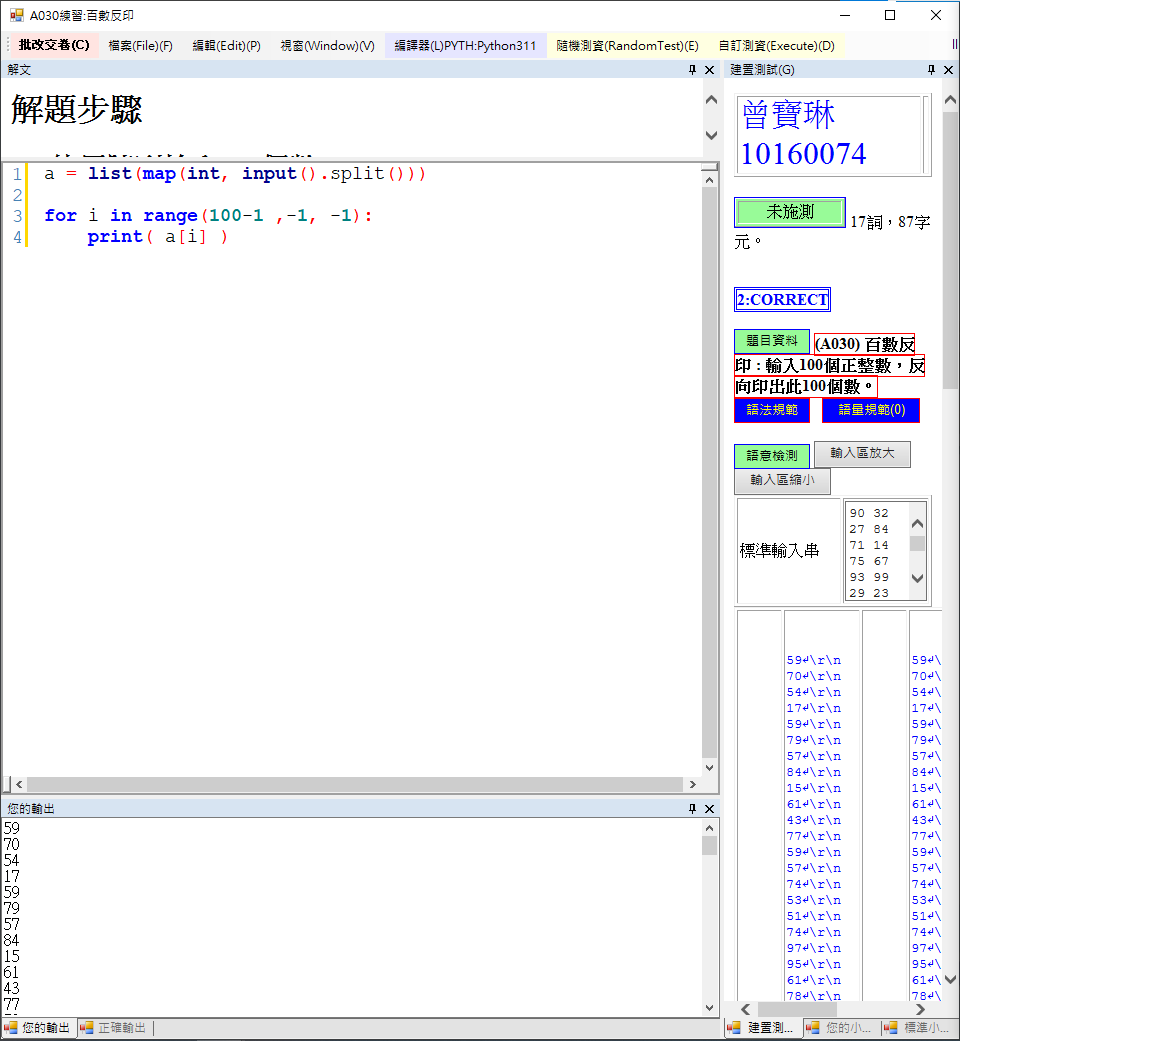 A030練習:百數反印
批改交卷(C) 檔案(File)(F) 編輯(Edit)(P) 視窗(Window)(V) 編譯器(L)PYTH:Python311 隨機測資(RandomTest)(E) 自訂測資(Execute)(D)
解文
解題步驟
1 a = list(map(int, input().split()))
2
3 for i in range(100-1 ,-1, -1):
4 print( a[i] )
您的輸出
59
70
54
17
59
79
57
84
15
61
43
77
您的輸出 正確輸出
建置測試(G)
曾寶琳
10160074
未施測 17詞，87字
元。
2:CORRECT
題目資料 (A030) 百數反
印 : 輸入100個正整數，反
向印出此100個數。
語法規範 語量規範(0)
語意檢測 輸入區放大
輸入區縮小
標準輸入串
90 32
27 84
71 14
75 67
93 99
29 23
59↵\r\n 59↵\
70↵\r\n 70↵\
54↵\r\n 54↵\
17↵\r\n 17↵\
59↵\r\n 59↵\
79↵\r\n 79↵\
57↵\r\n 57↵\
84↵\r\n 84↵\
15↵\r\n 15↵\
61↵\r\n 61↵\
43↵\r\n 43↵\
77↵\r\n 77↵\
59↵\r\n 59↵\
57↵\r\n 57↵\
74↵\r\n 74↵\
53↵\r\n 53↵\
51↵\r\n 51↵\
74↵\r\n 74↵\
97↵\r\n 97↵\
95↵\r\n 95↵\
61↵\r\n 61↵\
78↵\r\n 78↵\
建置測... 您的小... 標準小...